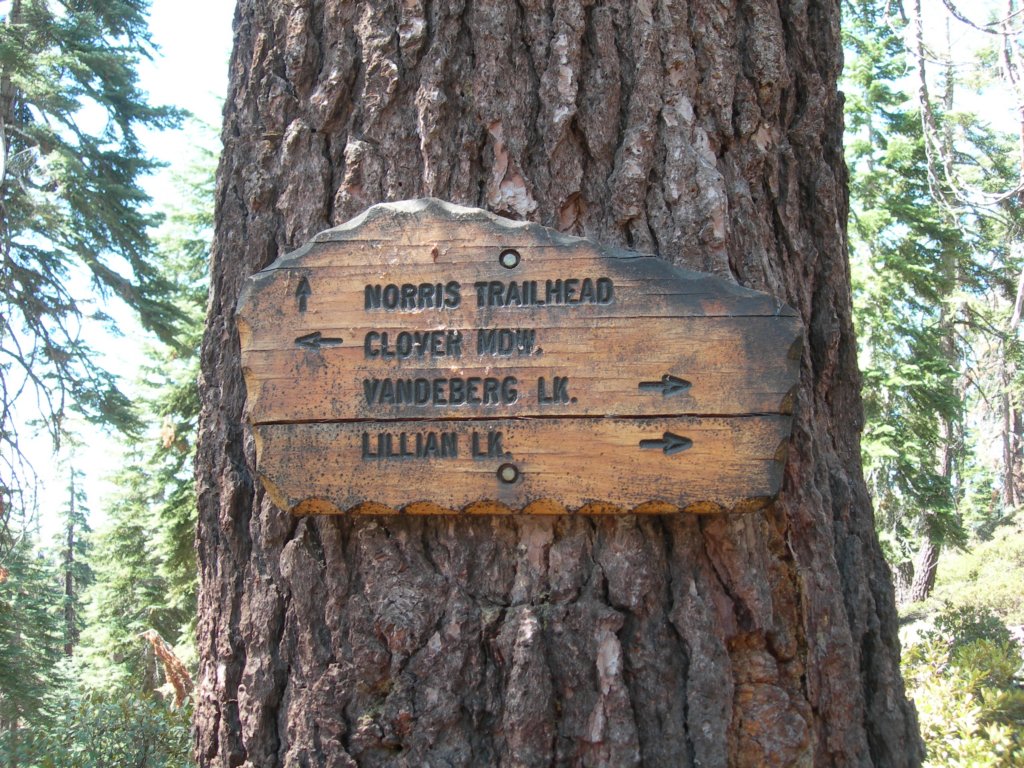 NORRIS TRAILHEAD
CLOVER MDW.
VANDEBERG LK.
LILLIAN LK.